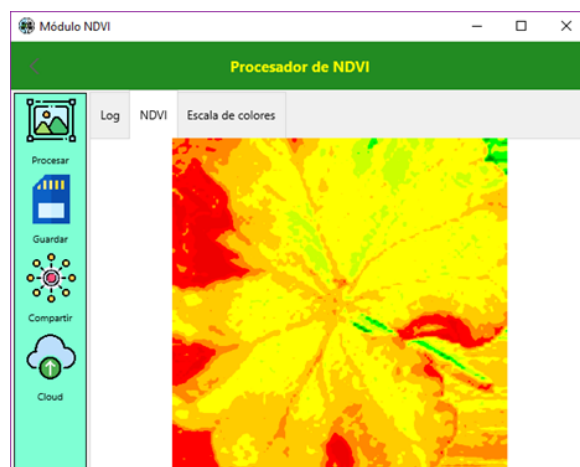 Módulo NDVI
Procesador de NDVI
Log NDVI Escala de colores
Procesar
Guardar
Compartir
Cloud